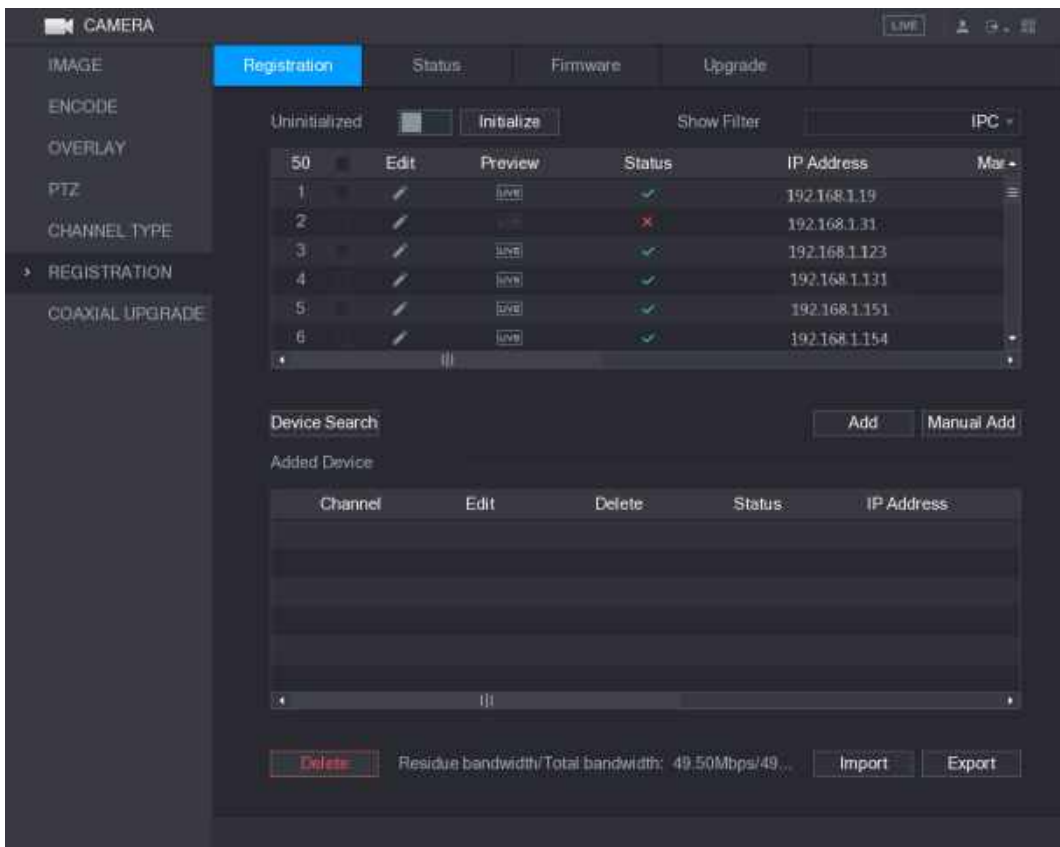 CAMERA LIVE
IMAGE Registration Status Firmware Upgrade
ENCODE
Uninitialized Initialize Show Filter IPC
OVERLAY
50 Edit Preview Status IP Address Mar
PTZ
1 LIVE 192.168.1.19
2 192.168.1.31
CHANNEL TYPE
3 LIVE 192.168.1.123
REGISTRATION
4 LIVE 192.168.1.131
COAXIAL UPGRADE
5 LIVE 192.168.1.151
6 LIVE 192.168.1.154
Device Search Add Manual Add
Added Device
Channel Edit Delete Status IP Address
Delete Residue bandwidth/Total bandwidth: 49.50Mbps/49... Import Export